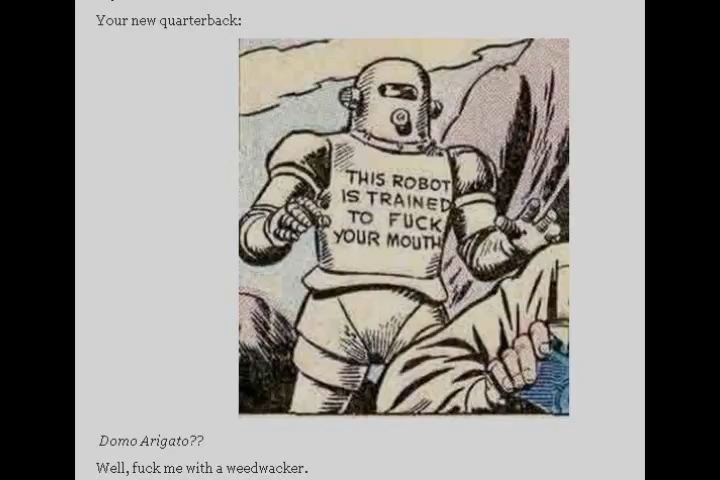 Your new quarterback:
THIS ROBOT
IS TRAINED
TO FUCK
YOUR MOUTH
Domo Arigato??
Well, fuck me with a weedwacker.